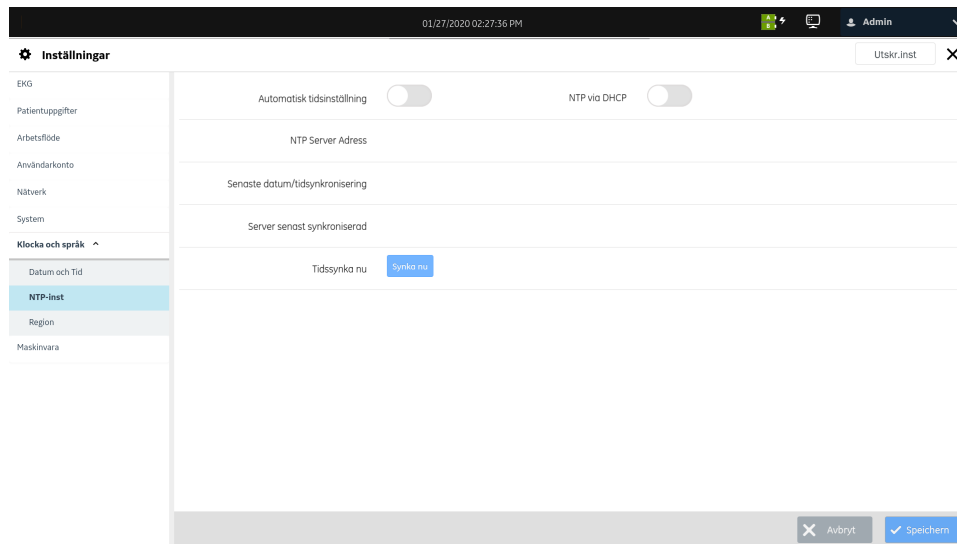 01/27/2020 02:27:36 PM
A
B
Admin
Inställningar
Utskr.inst
EKG
Patientuppgifter
Arbetsflöde
Användarkonto
Nätverk
System
Klocka och språk
Datum och Tid
NTP-inst
Region
Maskinvara
Automatisk tidsinställning
NTP via DHCP
NTP Server Adress
Senaste datum/tidsynkronisering
Server senast synkroniserad
Tidssynka nu
Synka nu
Avbryt
Speichern